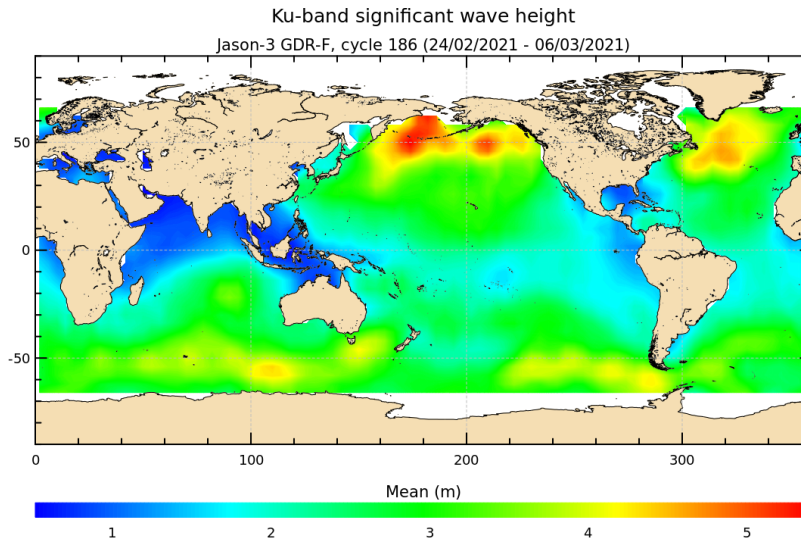 Ku-band significant wave height
Jason-3 GDR-F, cycle 186 (24/02/2021 - 06/03/2021)
50
0
-50
0 100 200 300
Mean (m)
1 2 3 4 5